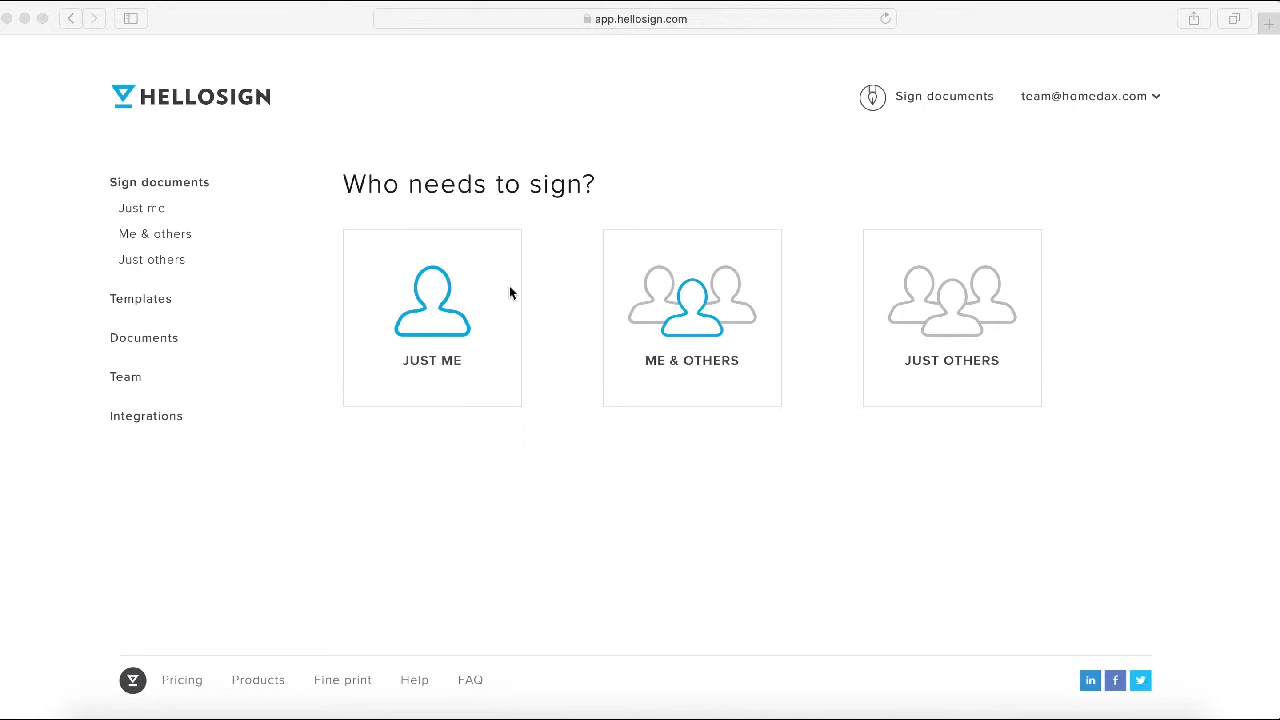 app.hellosign.com
HELLOSIGN
Sign documents
team@homedax.com
Sign documents
Just me
Me & others
Just others
Templates
Documents
Team
Integrations
Who needs to sign?
JUST ME
ME & OTHERS
JUST OTHERS
Pricing
Products
Fine print
Help
FAQ
in
f